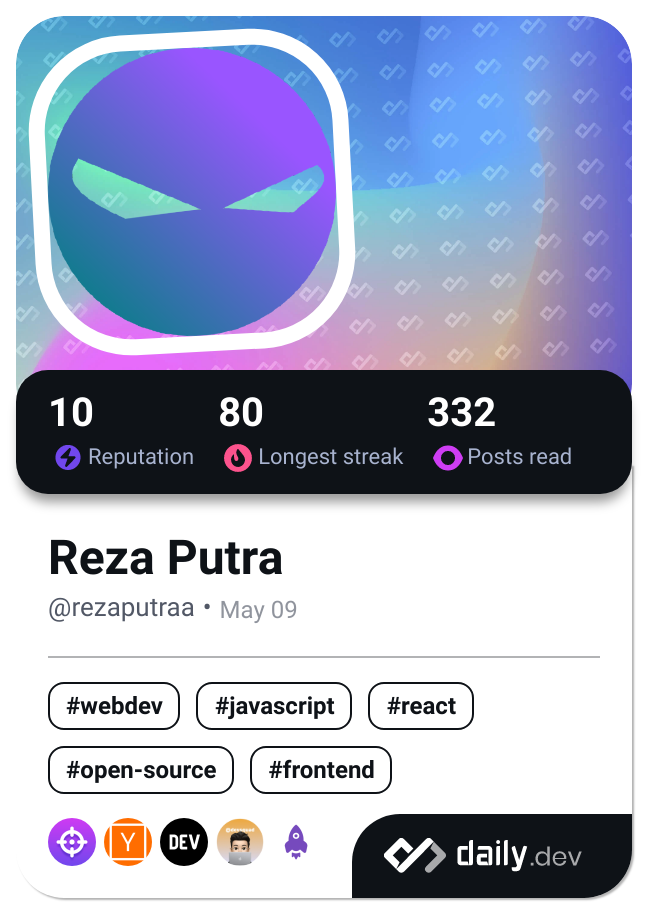 10 80 332
Reputation Longest streak Posts read
Reza Putra
@rezaputraa • May 09
#webdev #javascript #react
#open-source #frontend
Y DEV
daily.dev